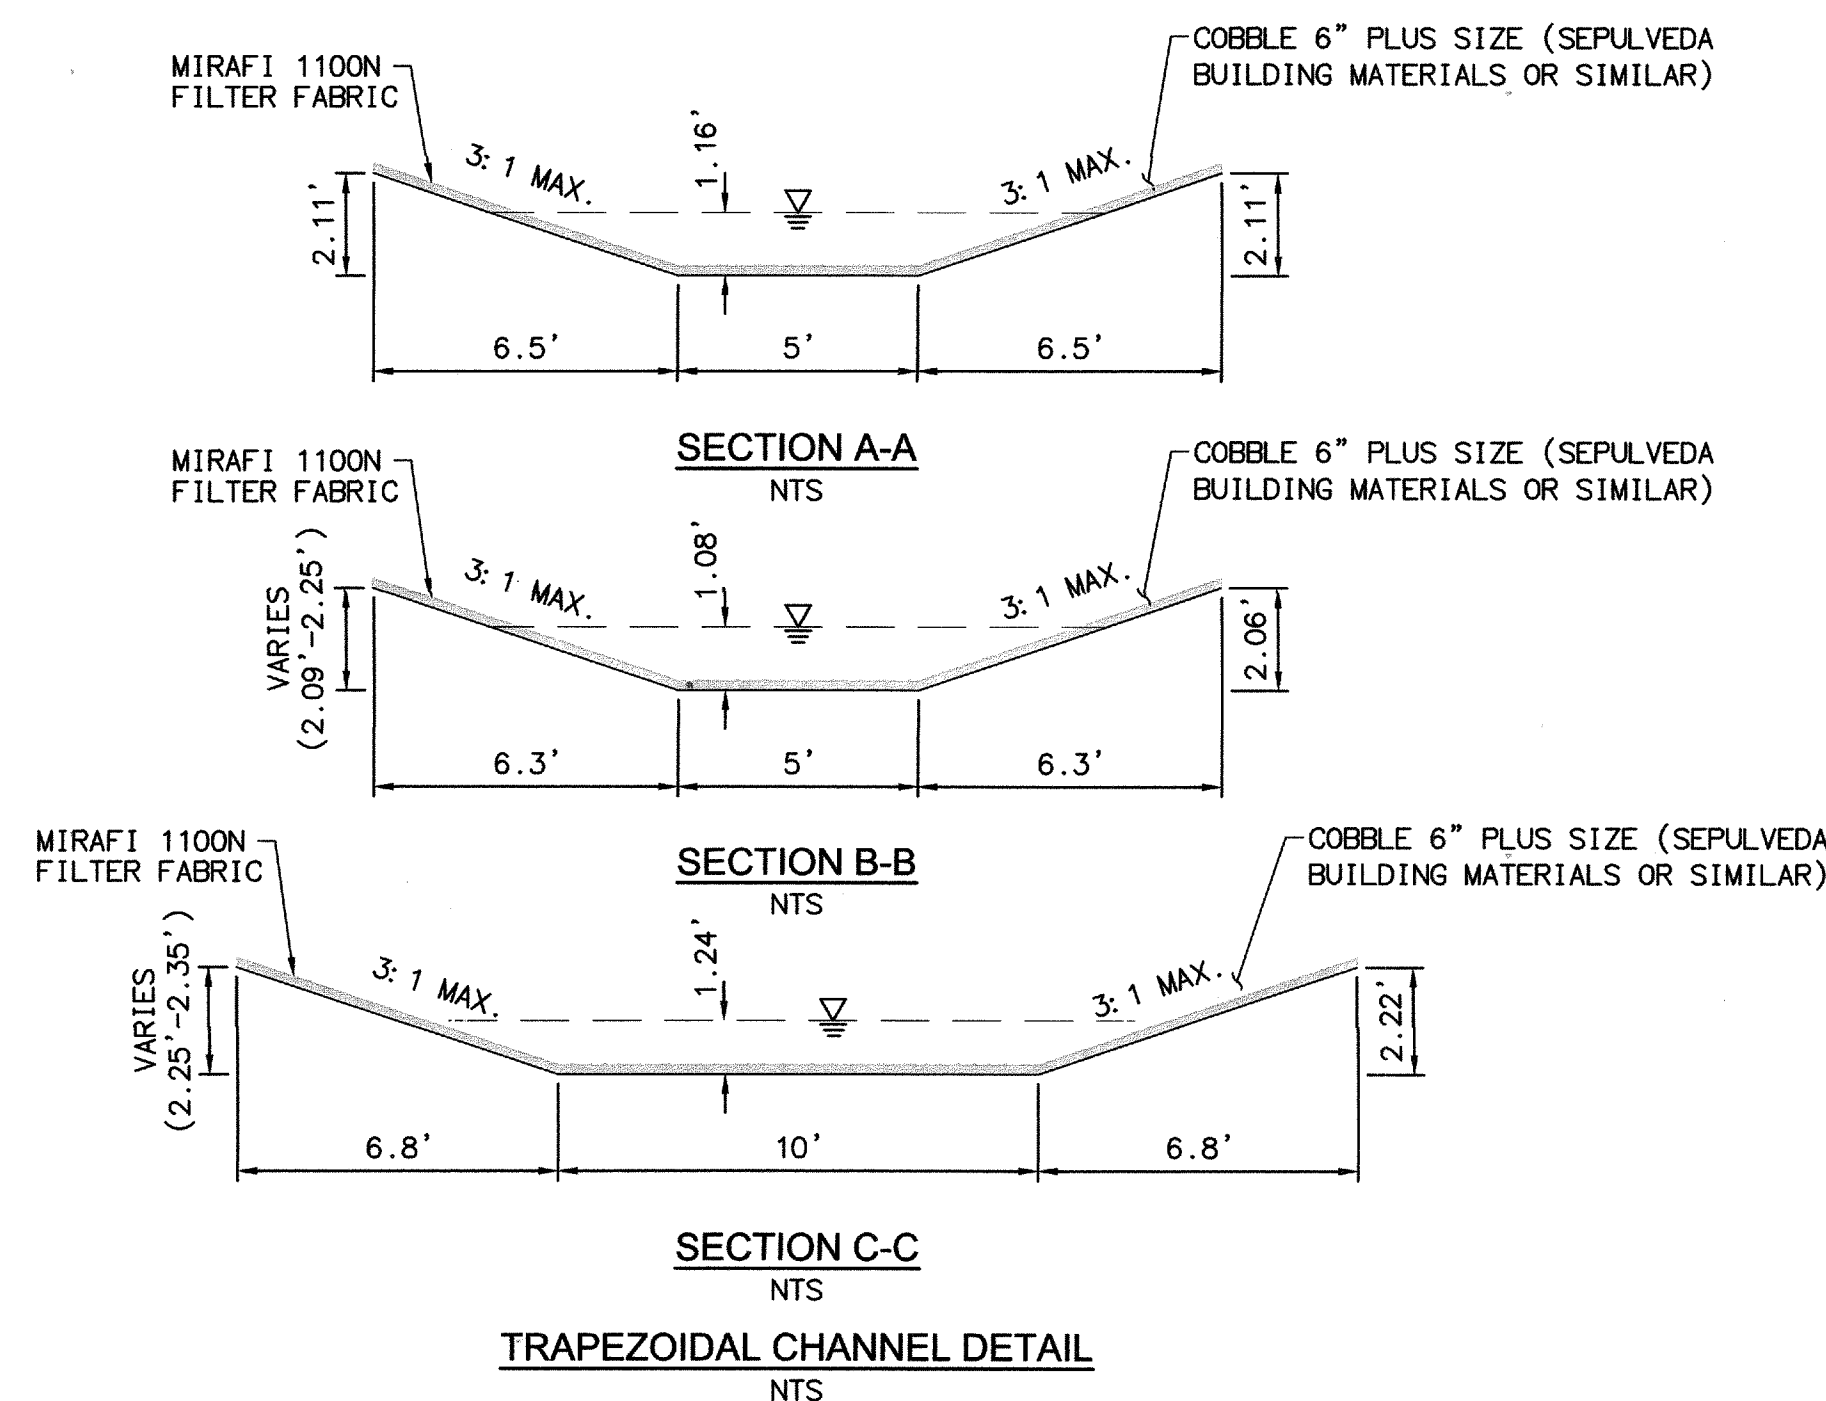 MIRAFI 1100N
FILTER FABRIC
COBBLE 6” PLUS SIZE (SEPULVEDA
BUILDING MATERIALS OR SIMILAR)
3:1 MAX.
1.16'
3:1 MAX.
2.11'
2.11'
6.5'
5'
6.5'
SECTION A-A
NTS
MIRAFI 1100N
FILTER FABRIC
COBBLE 6” PLUS SIZE (SEPULVEDA
BUILDING MATERIALS OR SIMILAR)
3:1 MAX.
1.08'
3:1 MAX.
VARIES
(2.09'-2.25')
2.06'
6.3'
5'
6.3'
SECTION B-B
NTS
MIRAFI 1100N
FILTER FABRIC
COBBLE 6” PLUS SIZE (SEPULVEDA
BUILDING MATERIALS OR SIMILAR)
3:1 MAX.
1.24'
3:1 MAX.
VARIES
(2.25'-2.35')
2.22'
6.8'
10'
6.8'
SECTION C-C
NTS
TRAPEZOIDAL CHANNEL DETAIL
NTS